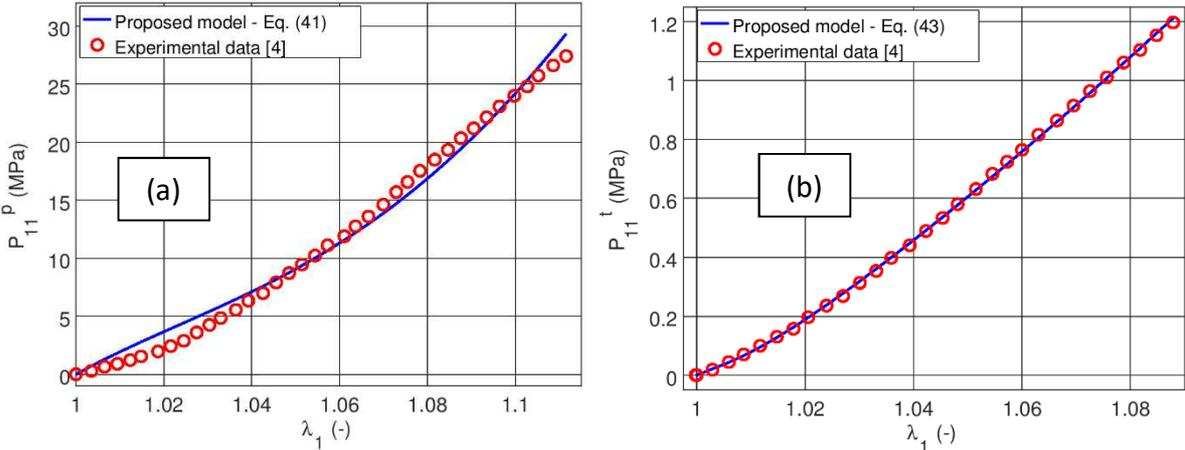 Proposed model - Eq. (41)
Experimental data [4]
(a)
30
25
20
15
10
5
0
P₁₁ᵖ (MPa)
1 1.02 1.04 1.06 1.08 1.1
λ₁ (-)
Proposed model - Eq. (43)
Experimental data [4]
(b)
1.2
1
0.8
0.6
0.4
0.2
0
P₁₁ᵗ (MPa)
1 1.02 1.04 1.06 1.08
λ₁ (-)